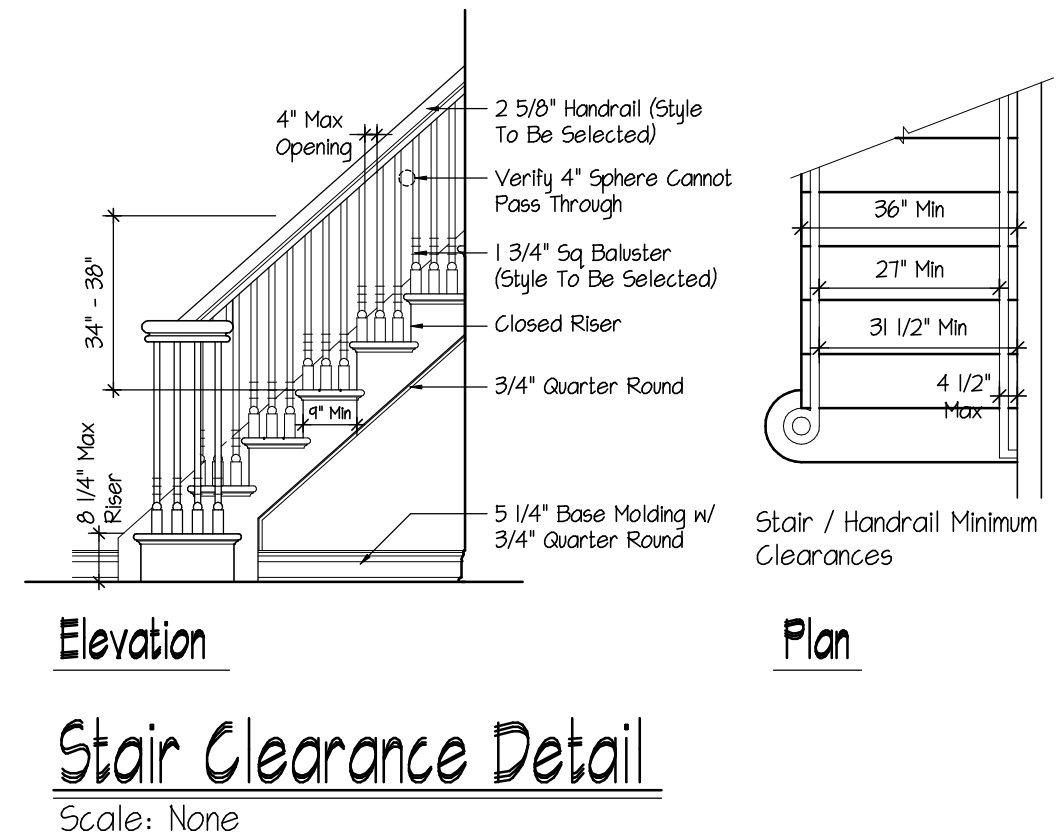 2 5/8" Handrail (Style
To Be Selected)
4" Max
Opening
Verify 4" Sphere Cannot
Pass Through
1 3/4" Sq Baluster
(Style To Be Selected)
34" - 38"
Closed Riser
3/4" Quarter Round
9" Min
8 1/4" Max
Riser
5 1/4" Base Molding w/
3/4" Quarter Round
36" Min
27" Min
31 1/2" Min
4 1/2"
Max
Stair / Handrail Minimum
Clearances
Elevation
Plan
Stair Clearance Detail
Scale: None